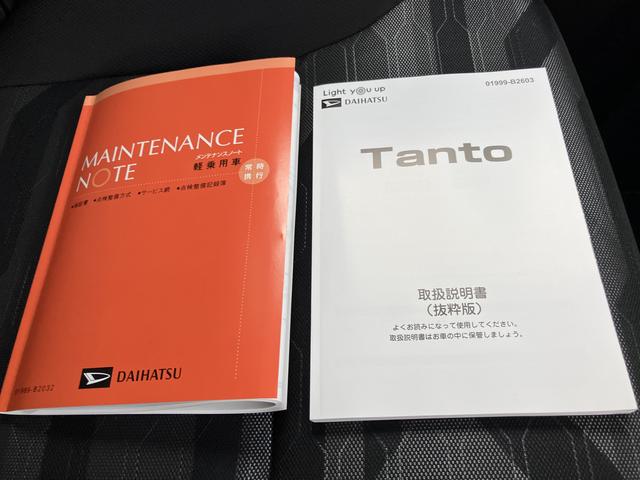 MAINTENANCE
NOTE
メンテナンスノート
軽乗用車
常時
携行
●保証書 ●点検整備方式 ●サービス網 ●点検整備記録簿
DAIHATSU
01999-B2032
Light you up
01999-B2603
DAIHATSU
Tanto
取扱説明書
（抜粋版）
よくお読みになって使用してください。
取扱説明書はお車の中に保管しましょう。